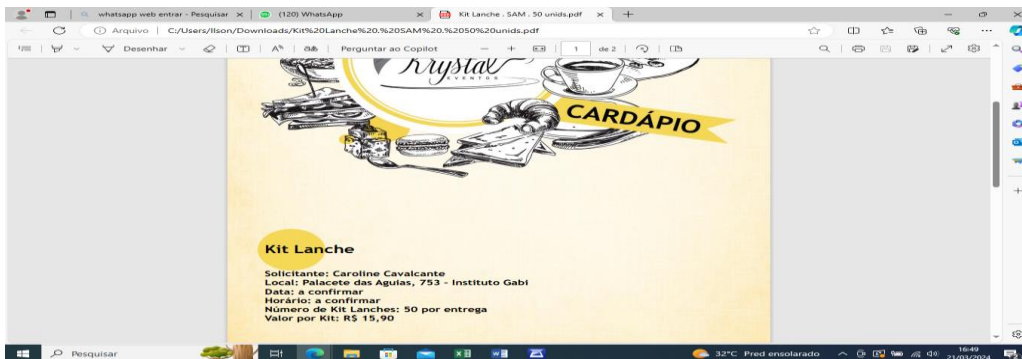 whatsapp web entrar - Pesquisar
(120) WhatsApp
Kit Lanche . SAM . 50 unids.pdf
Arquivo
C:/Users/Ilson/Downloads/Kit%20Lanche%20.%20SAM%20.%2050%20unids.pdf
Desenhar
Perguntar ao Copilot
1
de 2
Krystal
EVENTOS
CARDÁPIO
Kit Lanche
Solicitante: Caroline Cavalcante
Local: Palacete das Aguias, 753 - Instituto Gabi
Data: a confirmar
Horário: a confirmar
Número de Kit Lanches: 50 por entrega
Valor por Kit: R$ 15,90
Pesquisar
32°C Pred ensolarado
16:49
21/03/2024